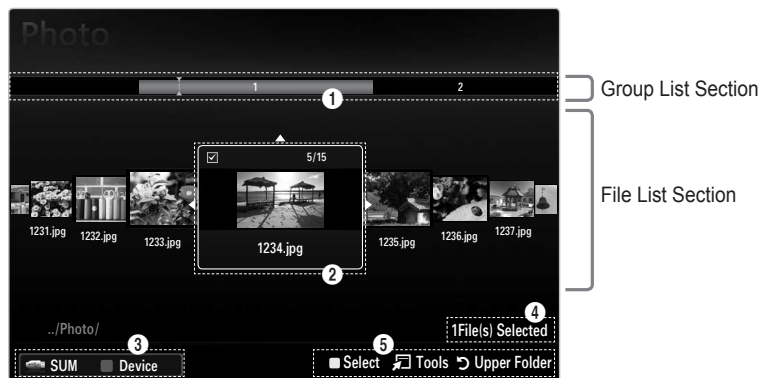 Photo
1 2
1
Group List Section
5/15
File List Section
1231.jpg 1232.jpg 1233.jpg 1234.jpg 1235.jpg 1236.jpg 1237.jpg
2
4
../Photo/
1File(s) Selected
3
5
SUM Device
Select Tools Upper Folder